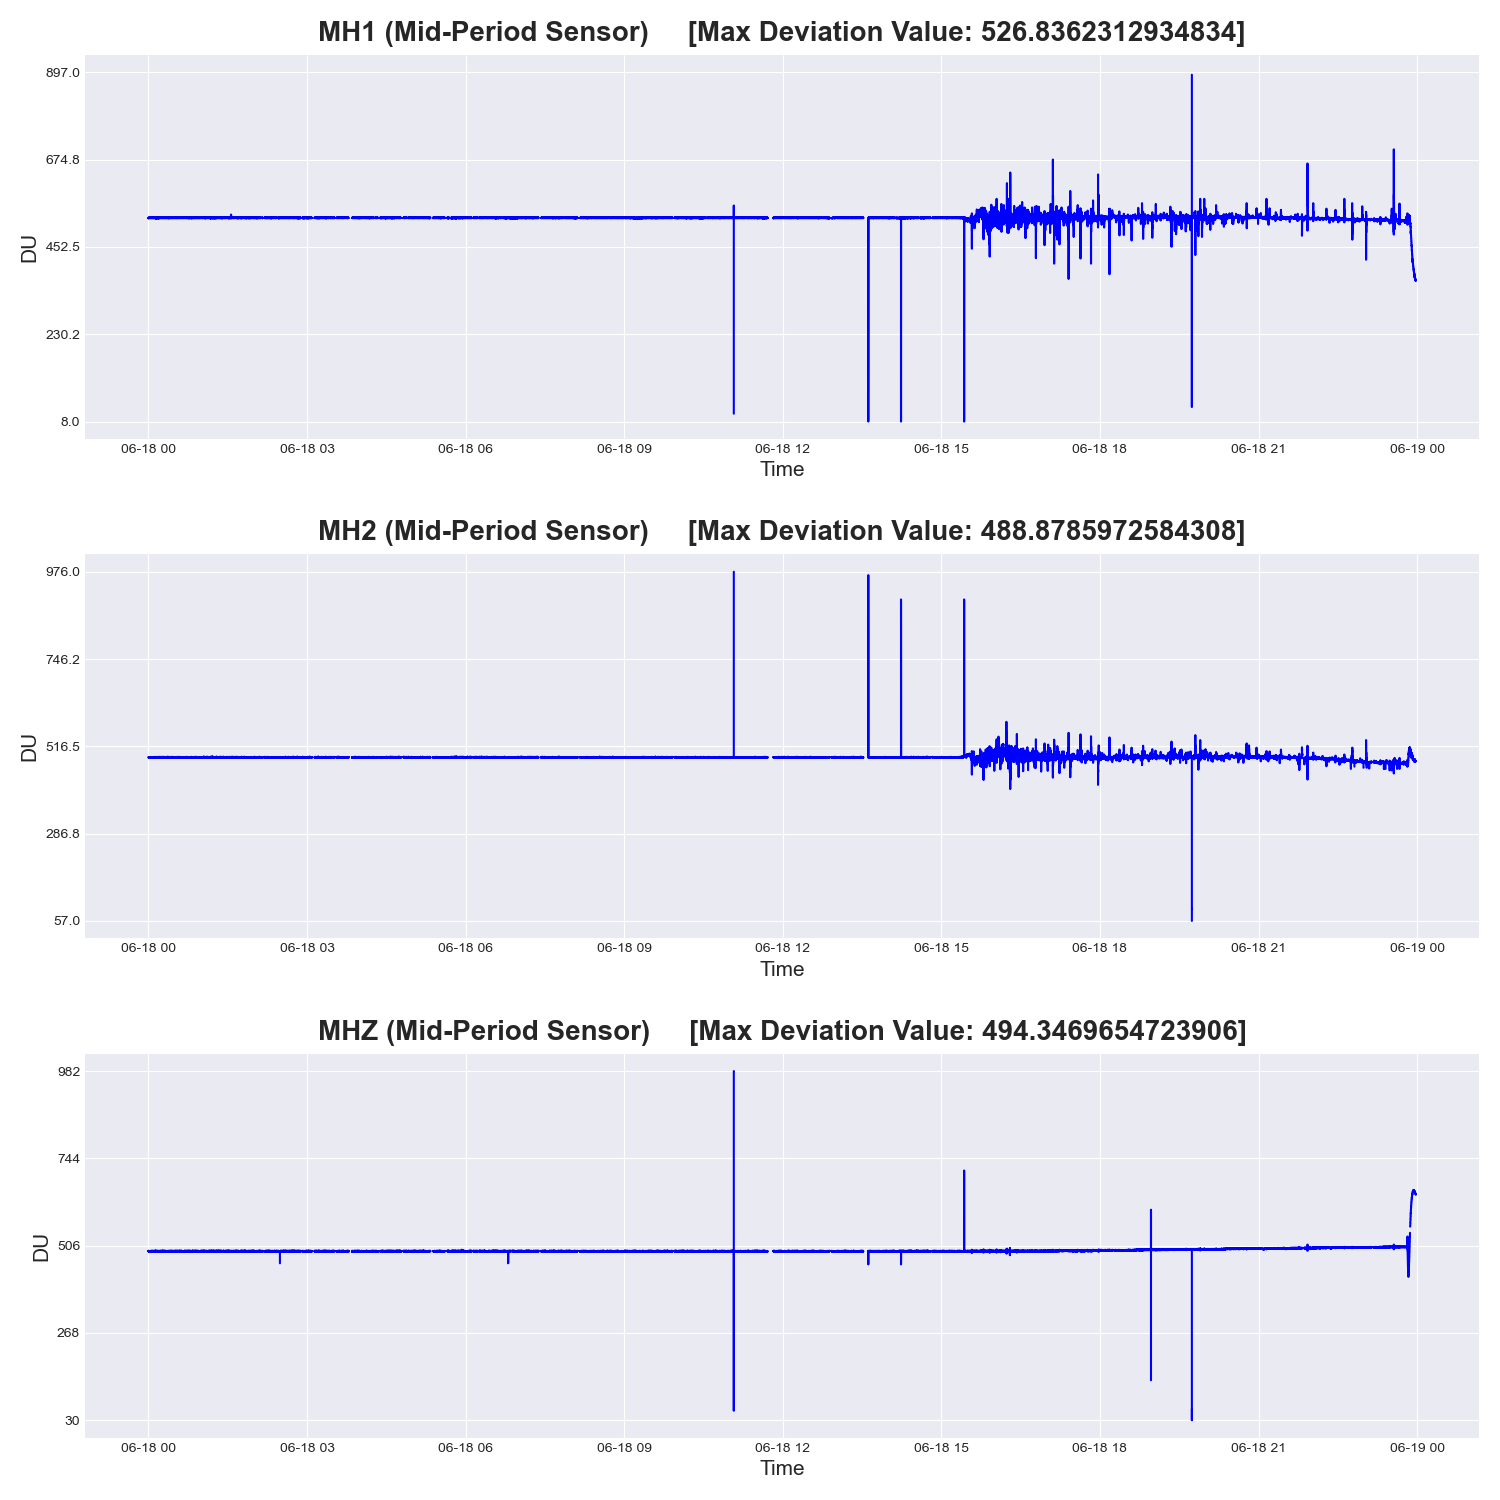 MH1 (Mid-Period Sensor) [Max Deviation Value: 526.8362312934834]
897.0
674.8
452.5
230.2
8.0
DU
06-18 00 06-18 03 06-18 06 06-18 09 06-18 12 06-18 15 06-18 18 06-18 21 06-19 00
Time
MH2 (Mid-Period Sensor) [Max Deviation Value: 488.8785972584308]
976.0
746.2
516.5
286.8
57.0
DU
06-18 00 06-18 03 06-18 06 06-18 09 06-18 12 06-18 15 06-18 18 06-18 21 06-19 00
Time
MHZ (Mid-Period Sensor) [Max Deviation Value: 494.3469654723906]
982
744
506
268
30
DU
06-18 00 06-18 03 06-18 06 06-18 09 06-18 12 06-18 15 06-18 18 06-18 21 06-19 00
Time